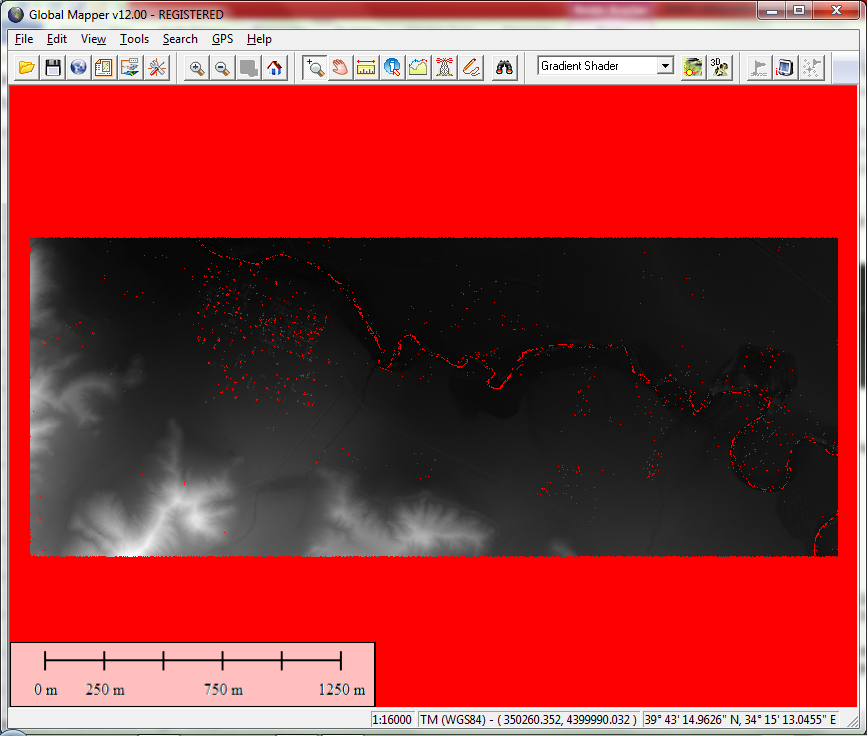 Global Mapper v12.00 - REGISTERED
File Edit View Tools Search GPS Help
Gradient Shader
3D
0 m 250 m 750 m 1250 m
1:16000 TM (WGS84) - ( 350260.352, 4399990.032 ) 39° 43' 14.9626" N, 34° 15' 13.0455" E